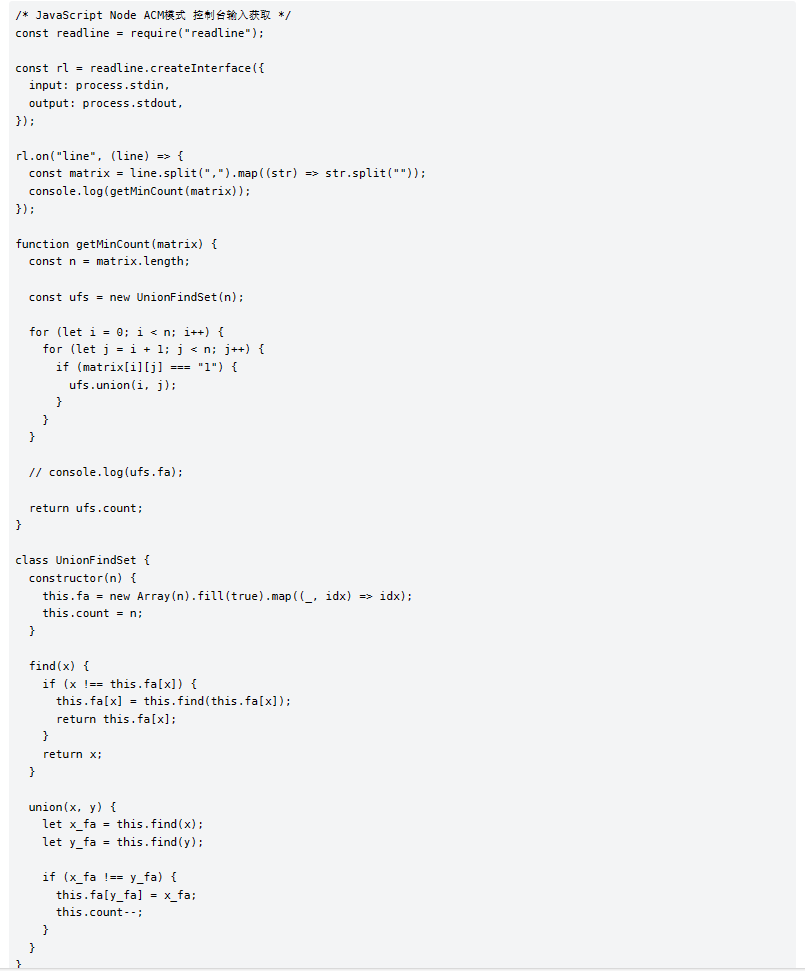 /* JavaScript Node ACM模式 控制台输入获取 */
const readline = require("readline");
const rl = readline.createInterface({
input: process.stdin,
output: process.stdout,
});
rl.on("line", (line) => {
const matrix = line.split(",").map((str) => str.split(""));
console.log(getMinCount(matrix));
});
function getMinCount(matrix) {
const n = matrix.length;
const ufs = new UnionFindSet(n);
for (let i = 0; i < n; i++) {
for (let j = i + 1; j < n; j++) {
if (matrix[i][j] === "1") {
ufs.union(i, j);
}
}
}
// console.log(ufs.fa);
return ufs.count;
}
class UnionFindSet {
constructor(n) {
this.fa = new Array(n).fill(true).map((_, idx) => idx);
this.count = n;
}
find(x) {
if (x !== this.fa[x]) {
this.fa[x] = this.find(this.fa[x]);
return this.fa[x];
}
return x;
}
union(x, y) {
let x_fa = this.find(x);
let y_fa = this.find(y);
if (x_fa !== y_fa) {
this.fa[y_fa] = x_fa;
this.count--;
}
}
}